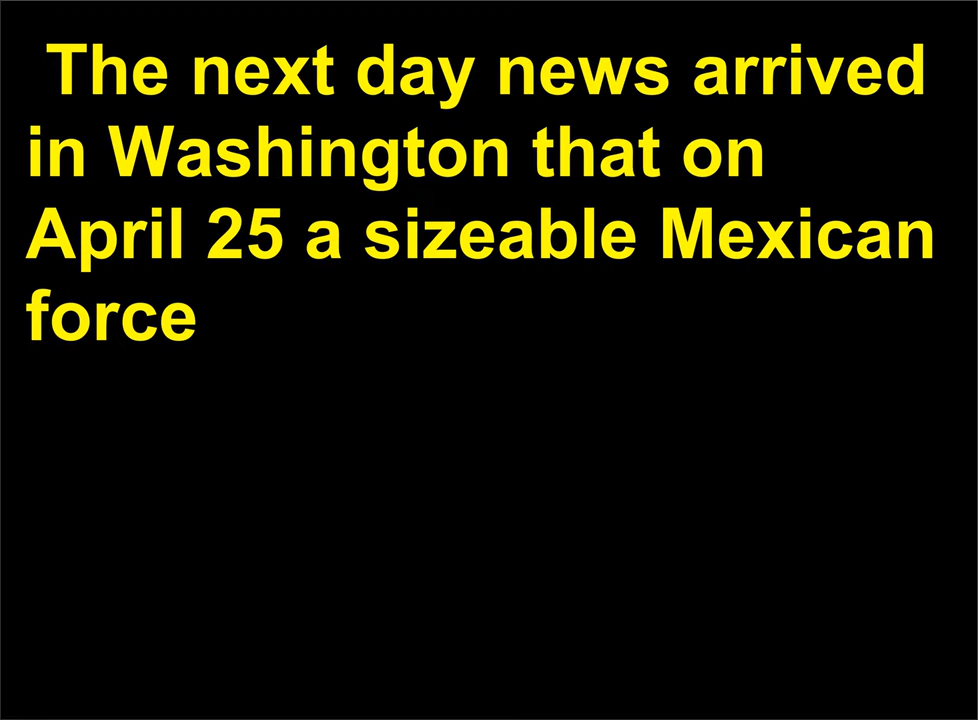 The next day news arrived
in Washington that on
April 25 a sizeable Mexican
force